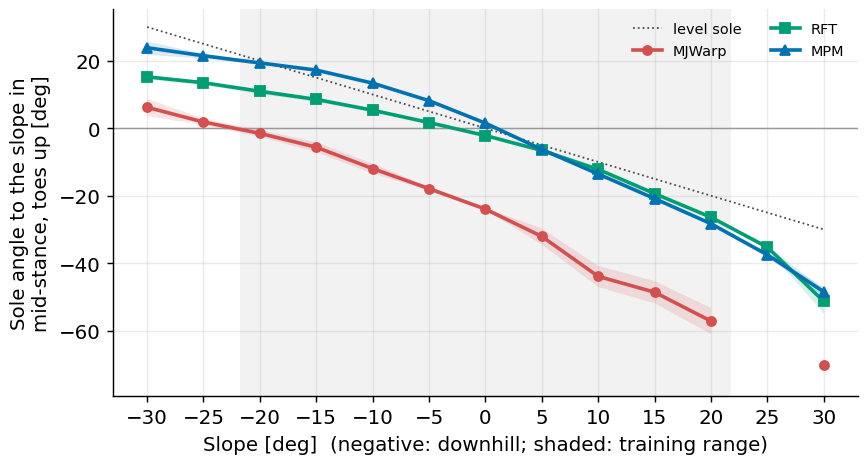 level sole
MJWarp
RFT
MPM
Sole angle to the slope in
mid-stance, toes up [deg]
20
0
−20
−40
−60
−30 −25 −20 −15 −10 −5 0 5 10 15 20 25 30
Slope [deg]  (negative: downhill; shaded: training range)